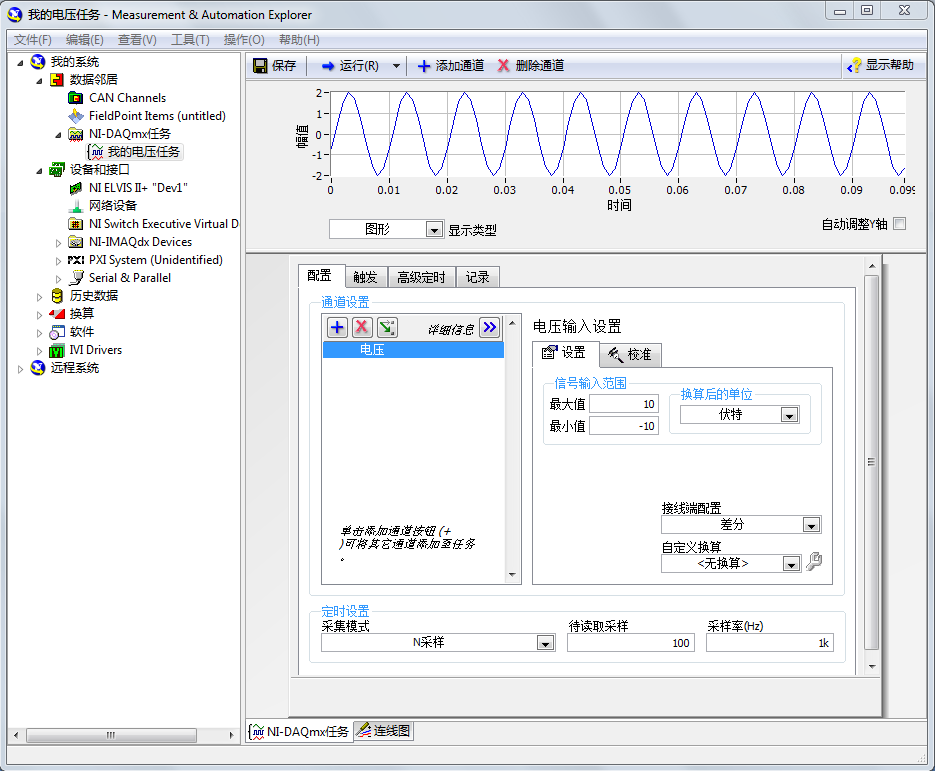 我的电压任务 - Measurement & Automation Explorer
文件(F) 编辑(E) 查看(V) 工具(T) 操作(O) 帮助(H)
我的系统
数据邻居
CAN Channels
FieldPoint Items (untitled)
NI-DAQmx任务
我的电压任务
设备和接口
NI ELVIS II+ "Dev1"
网络设备
NI Switch Executive Virtual D
NI-IMAQdx Devices
PXI PXI System (Unidentified)
Serial & Parallel
历史数据
换算
软件
IVI Drivers
远程系统
保存 运行(R) 添加通道 删除通道 显示帮助
幅值
2
1
0
-1
-2
0 0.01 0.02 0.03 0.04 0.05 0.06 0.07 0.08 0.09 0.099
时间
图形 显示类型 自动调整Y轴
配置 触发 高级定时 记录
通道设置
详细信息
电压
单击添加通道按钮 (+
)可将其它通道添加至任务
。
电压输入设置
设置 校准
信号输入范围
最大值 10
最小值 -10
换算后的单位
伏特
接线端配置
差分
自定义换算
<无换算>
定时设置
采集模式 待读取采样 采样率(Hz)
N采样 100 1k
NI-DAQmx任务 连线图